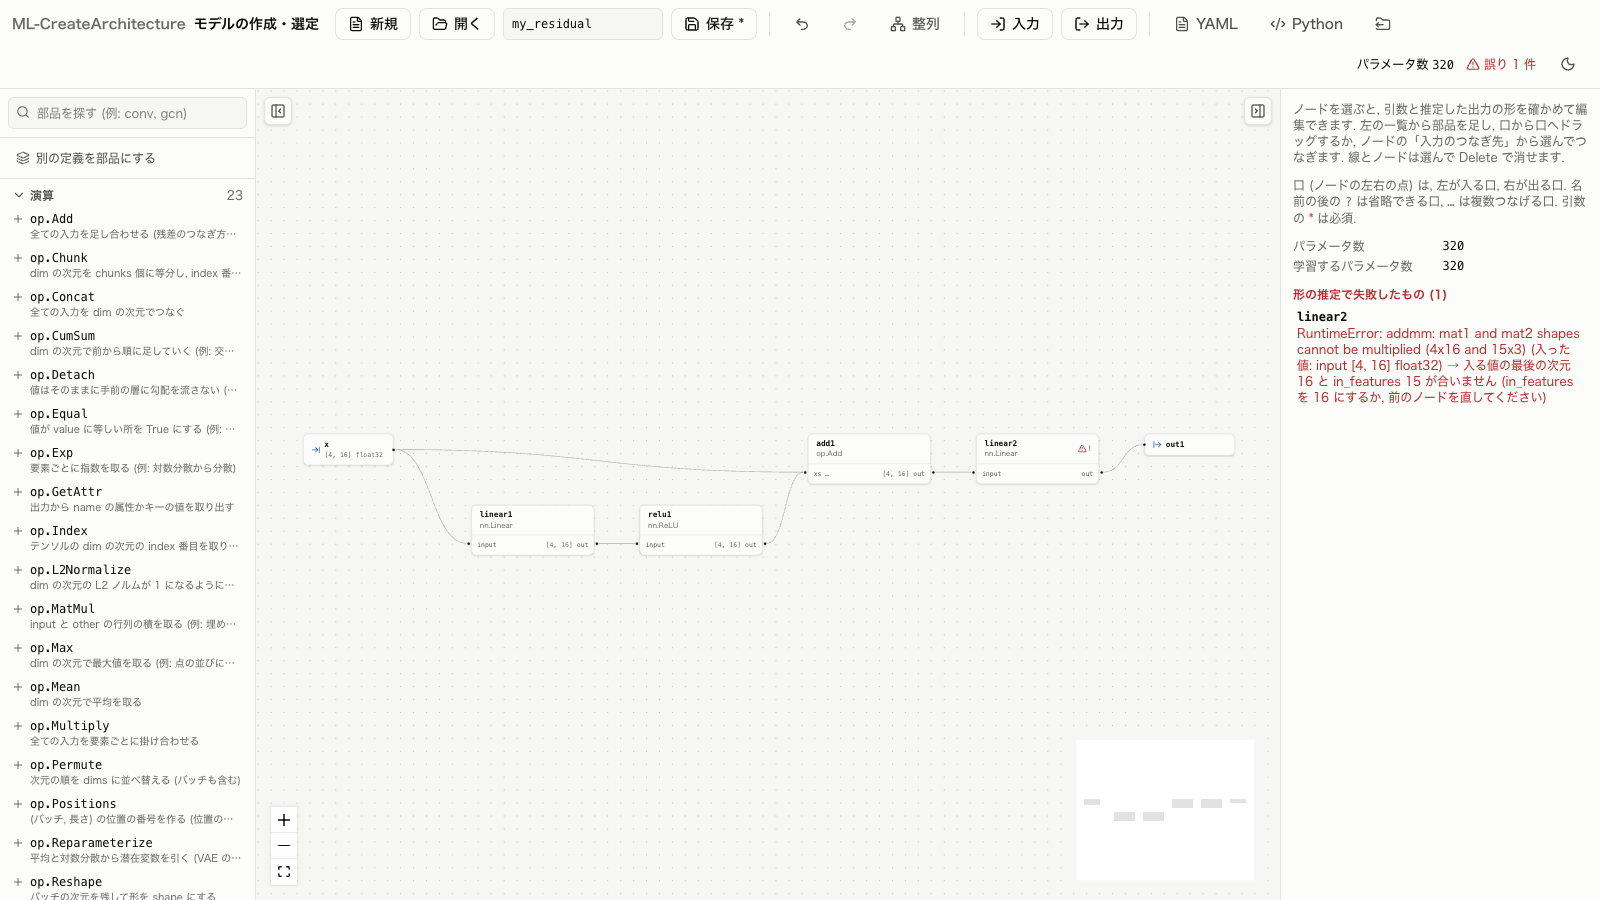 ML-CreateArchitecture モデルの作成・選定 新規 開く my_residual 保存 * 整列 入力 出力 YAML Python
パラメータ数 320 誤り 1 件
部品を探す (例: conv, gcn)
別の定義を部品にする
演算 23
op.Add
全ての入力を足し合わせる (残差のつなぎ方…
op.Chunk
dim の次元を chunks 個に等分し, index 番…
op.Concat
全ての入力を dim の次元でつなぐ
op.CumSum
dim の次元で前から順に足していく (例: 交…
op.Detach
値はそのままに手前の層に勾配を流さない (…
op.Equal
値が value に等しい所を True にする (例: …
op.Exp
要素ごとに指数を取る (例: 対数分散から分散)
op.GetAttr
出力から name の属性かキーの値を取り出す
op.Index
テンソルの dim の次元の index 番目を取り…
op.L2Normalize
dim の次元の L2 ノルムが 1 になるように…
op.MatMul
input と other の行列の積を取る (例: 埋め…
op.Max
dim の次元で最大値を取る (例: 点の並びに…
op.Mean
dim の次元で平均を取る
op.Multiply
全ての入力を要素ごとに掛け合わせる
op.Permute
次元の順を dims に並べ替える (バッチも含む)
op.Positions
(バッチ, 長さ) の位置の番号を作る (位置の…
op.Reparameterize
平均と対数分散から潜在変数を引く (VAE の…
op.Reshape
バッチの次元を残して形を shape にする
x
[4, 16] float32
linear1
nn.Linear
input [4, 16] out
relu1
nn.ReLU
input [4, 16] out
add1
op.Add
xs … [4, 16] out
linear2
nn.Linear
!
input out
out1
ノードを選ぶと, 引数と推定した出力の形を確かめて編
集できます. 左の一覧から部品を足し, 口から口へドラ
ッグするか, ノードの「入力のつなぎ先」から選んでつ
なぎます. 線とノードは選んで Delete で消せます.
口 (ノードの左右の点) は, 左が入る口, 右が出る口. 名
前の後の ? は省略できる口, … は複数つなげる口. 引数
の * は必須.
パラメータ数 320
学習するパラメータ数 320
形の推定で失敗したもの (1)
linear2
RuntimeError: addmm: mat1 and mat2 shapes
cannot be multiplied (4x16 and 15x3) (入った
値: input [4, 16] float32) → 入る値の最後の次元
16 と in_features 15 が合いません (in_features
を 16 にするか, 前のノードを直してください)